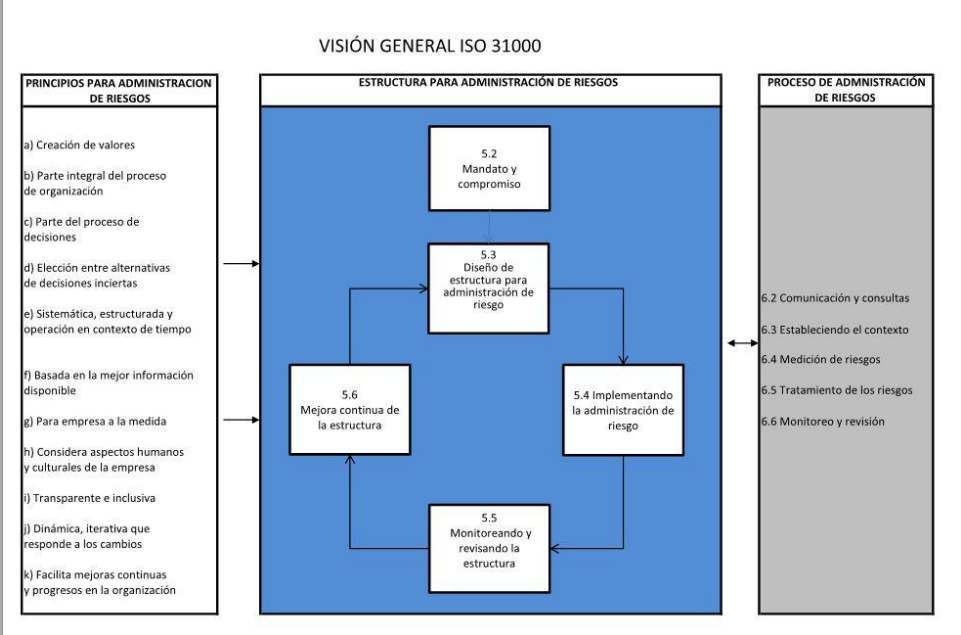 VISIÓN GENERAL ISO 31000
PRINCIPIOS PARA ADMINISTRACION
DE RIESGOS
a) Creación de valores
b) Parte integral del proceso
de organización
c) Parte del proceso de
decisiones
d) Elección entre alternativas
de decisiones inciertas
e) Sistemática, estructurada y
operación en contexto de tiempo
f) Basada en la mejor información
disponible
g) Para empresa a la medida
h) Considera aspectos humanos
y culturales de la empresa
i) Transparente e inclusiva
j) Dinámica, iterativa que
responde a los cambios
k) Facilita mejoras continuas
y progresos en la organización
ESTRUCTURA PARA ADMINISTRACIÓN DE RIESGOS
5.2
Mandato y
compromiso
5.3
Diseño de
estructura para
administración de
riesgo
5.6
Mejora continua de
la estructura
5.4 Implementando
la administración de
riesgo
5.5
Monitoreando y
revisando la
estructura
PROCESO DE ADMNISTRACIÓN
DE RIESGOS
6.2 Comunicación y consultas
6.3 Estableciendo el contexto
6.4 Medición de riesgos
6.5 Tratamiento de los riesgos
6.6 Monitoreo y revisión